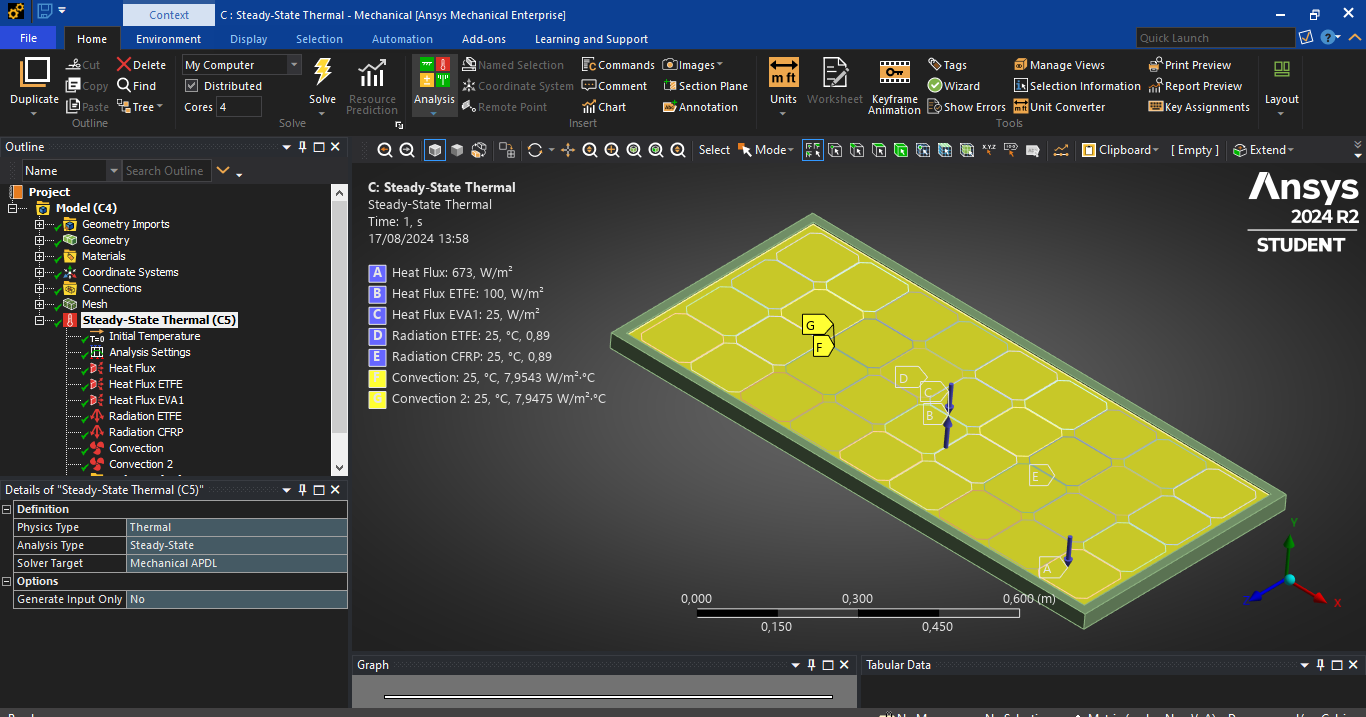 Context
C : Steady-State Thermal - Mechanical [Ansys Mechanical Enterprise]
File Home Environment Display Selection Automation Add-ons Learning and Support Quick Launch
Duplicate
Cut
Copy
Paste
Delete
Find
Tree
Outline
My Computer
Distributed
Cores 4
Solve
Resource Prediction
Solve
Analysis
Named Selection
Coordinate System
Remote Point
Commands
Comment
Chart
Images
Section Plane
Annotation
Insert
m ft
Units
Worksheet
Keyframe Animation
Tags
Wizard
Show Errors
Manage Views
Selection Information
Unit Converter
Print Preview
Report Preview
Key Assignments
Tools
Layout
Outline
Name Search Outline
Select Mode Clipboard [ Empty ] Extend
Project
Model (C4)
Geometry Imports
Geometry
Materials
Coordinate Systems
Connections
Mesh
Steady-State Thermal (C5)
T=0 Initial Temperature
Analysis Settings
Heat Flux
Heat Flux ETFE
Heat Flux EVA1
Radiation ETFE
Radiation CFRP
Convection
Convection 2
Details of "Steady-State Thermal (C5)"
Definition
Physics Type Thermal
Analysis Type Steady-State
Solver Target Mechanical APDL
Options
Generate Input Only No
C: Steady-State Thermal
Steady-State Thermal
Time: 1, s
17/08/2024 13:58
A Heat Flux: 673, W/m²
B Heat Flux ETFE: 100, W/m²
C Heat Flux EVA1: 25, W/m²
D Radiation ETFE: 25, °C, 0,89
E Radiation CFRP: 25, °C, 0,89
F Convection: 25, °C, 7,9543 W/m²·°C
G Convection 2: 25, °C, 7,9475 W/m²·°C
Ansys
2024 R2
STUDENT
G
F
D
C
B
E
A
0,000 0,300 0,600 (m)
0,150 0,450
Y
X
Z
Graph
Tabular Data